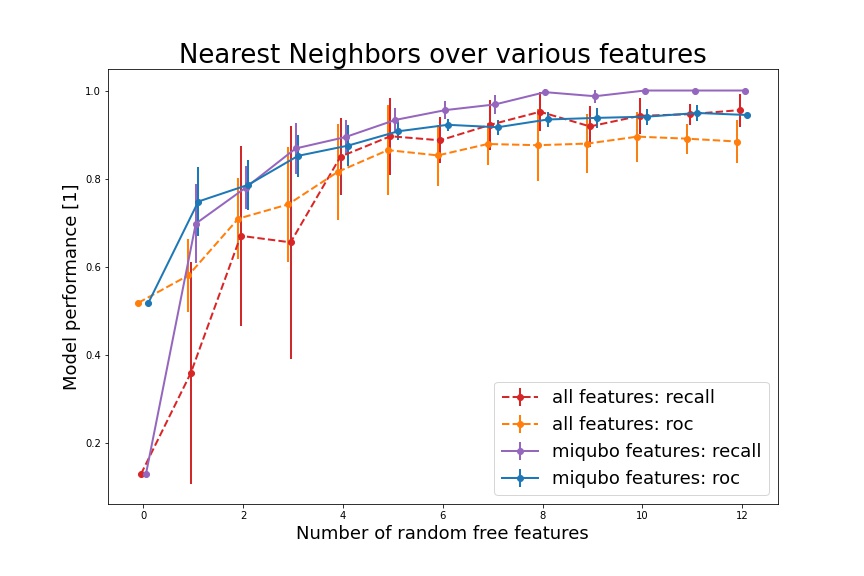 Nearest Neighbors over various features
Model performance [1]
1.0
0.8
0.6
0.4
0.2
0 2 4 6 8 10 12
Number of random free features
all features: recall
all features: roc
miqubo features: recall
miqubo features: roc